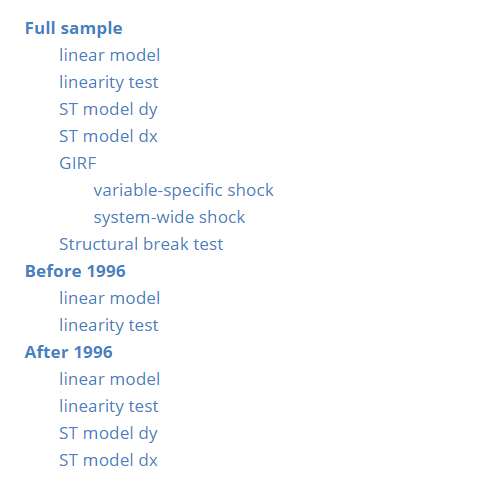 Full sample
linear model
linearity test
ST model dy
ST model dx
GIRF
variable-specific shock
system-wide shock
Structural break test
Before 1996
linear model
linearity test
After 1996
linear model
linearity test
ST model dy
ST model dx